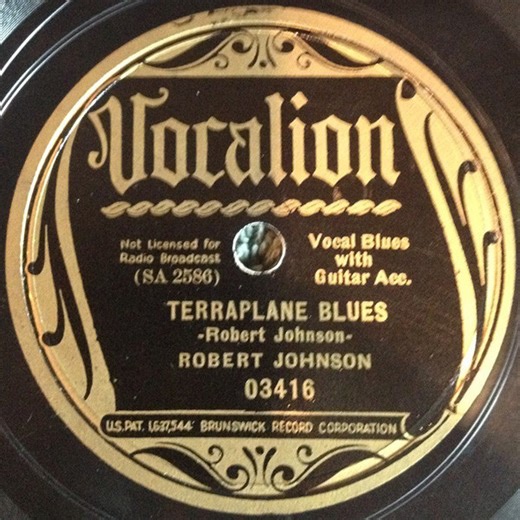 Vocalion
Not Licensed for
Radio Broadcast
(SA 2586)
Vocal Blues
with
Guitar Acc.
TERRAPLANE BLUES
-Robert Johnson-
ROBERT JOHNSON
03416
U.S. PAT. 1,637,544· BRUNSWICK RECORD CORPORATION